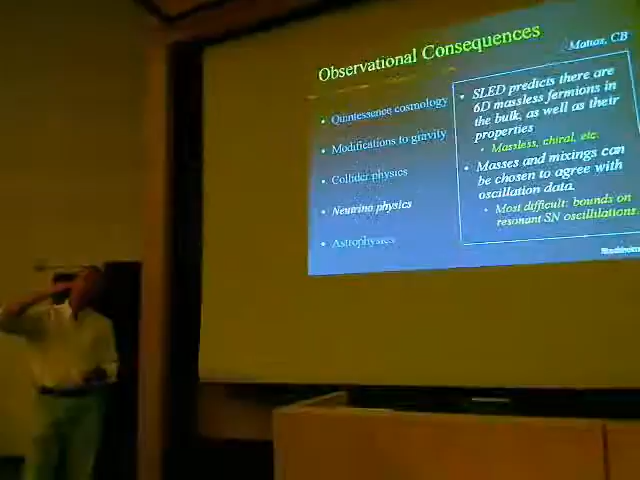 Observational Consequences
Matias, CB
• Quintessence cosmology
• Modifications to gravity
• Collider physics
• Neutrino physics
• Astrophysics
• SLED predicts there are
6D massless fermions in
the bulk, as well as their
properties
• Massless, chiral, etc.
• Masses and mixings can
be chosen to agree with
oscillation data.
• Most difficult: bounds on
resonant SN oscillilations.